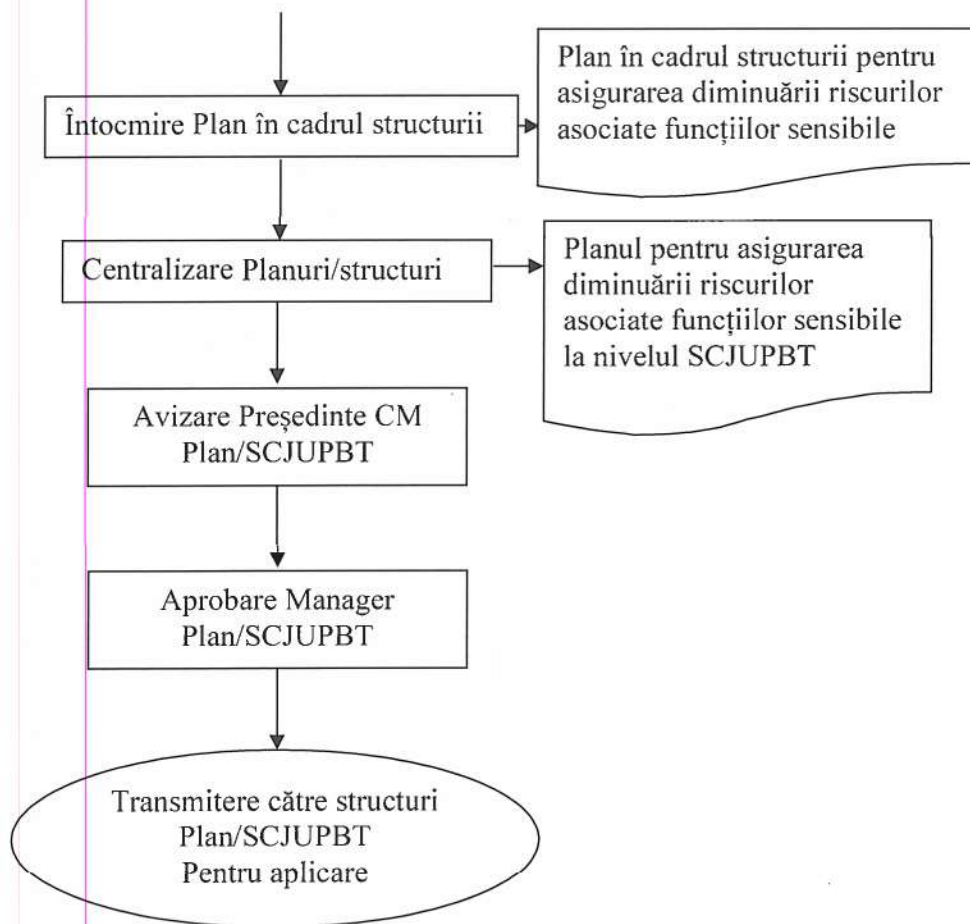 Întocmire Plan în cadrul structurii
Plan în cadrul structurii pentru
asigurarea diminuării riscurilor
asociate funcțiilor sensibile
Centralizare Planuri/structuri
Planul pentru asigurarea
diminuării riscurilor
asociate funcțiilor sensibile
la nivelul SCJUPBT
Avizare Președinte CM
Plan/SCJUPBT
Aprobare Manager
Plan/SCJUPBT
Transmitere către structuri
Plan/SCJUPBT
Pentru aplicare